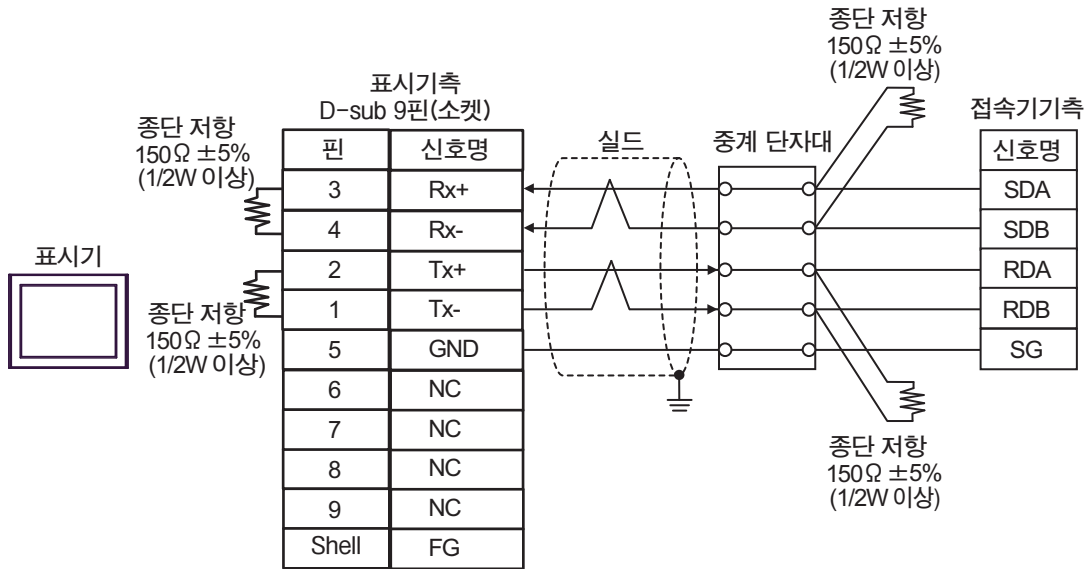 종단 저항
150Ω ±5%
(1/2W 이상)
표시기측
D-sub 9핀(소켓)
접속기기측
종단 저항
150Ω ±5%
(1/2W 이상)
실드
중계 단자대
핀 신호명
신호명
3 Rx+
SDA
4 Rx-
SDB
표시기
2 Tx+
RDA
1 Tx-
RDB
종단 저항
150Ω ±5%
(1/2W 이상)
5 GND
SG
6 NC
7 NC
8 NC
9 NC
Shell FG
종단 저항
150Ω ±5%
(1/2W 이상)